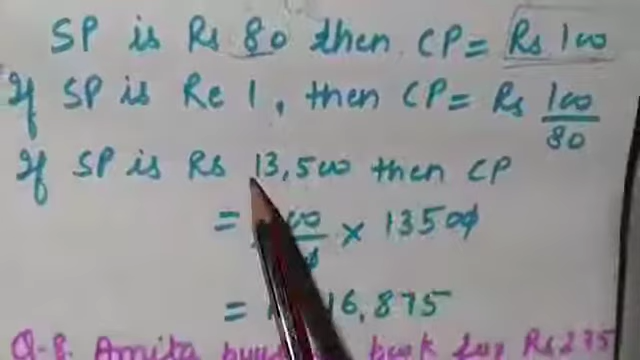 SP is Rs 80 then CP = Rs 100
If SP is Re 1, then CP = Rs 100/80
If SP is Rs 13,500 then CP
= × 13500
= 16,875
Q-8. Amita book for Rs 275